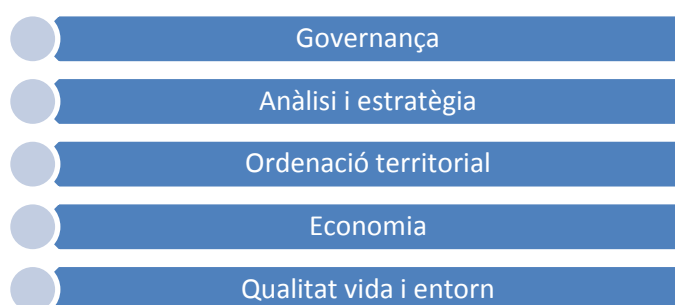 Governança
Anàlisi i estratègia
Ordenació territorial
Economia
Qualitat vida i entorn